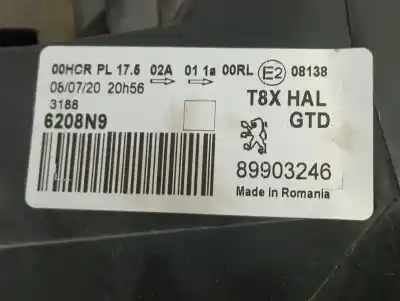 00HCR PL 17.5 02A 01 1a 00RL E2 08138
08/07/20 20h56
3188
6208N9
T8X HAL
GTD
89903246
Made in Romania